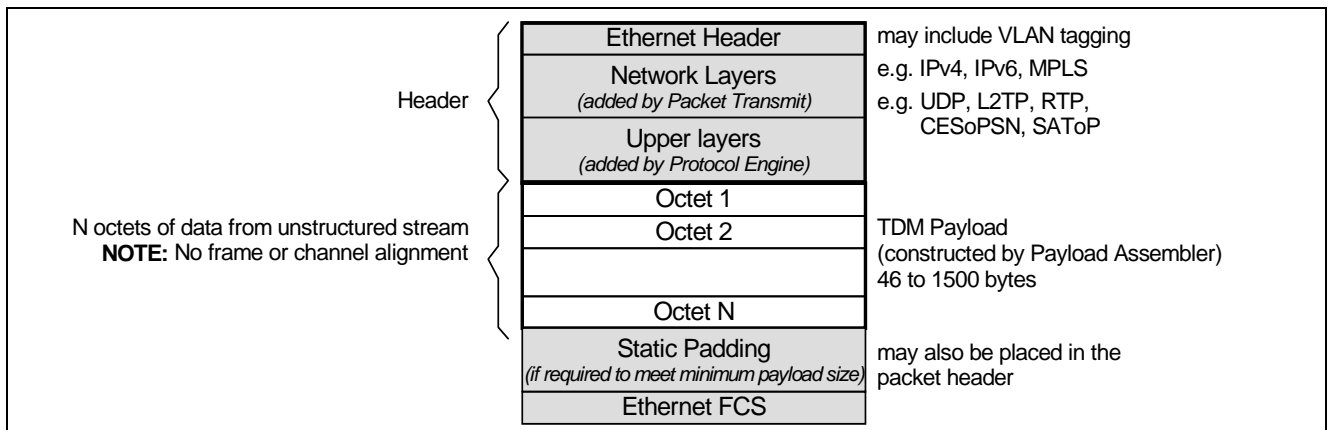 Header
N octets of data from unstructured stream
NOTE: No frame or channel alignment
Ethernet Header
Network Layers
(added by Packet Transmit)
Upper layers
(added by Protocol Engine)
Octet 1
Octet 2
Octet N
Static Padding
(if required to meet minimum payload size)
Ethernet FCS
may include VLAN tagging
e.g. IPv4, IPv6, MPLS
e.g. UDP, L2TP, RTP,
CESoPSN, SAToP
TDM Payload
(constructed by Payload Assembler)
46 to 1500 bytes
may also be placed in the
packet header